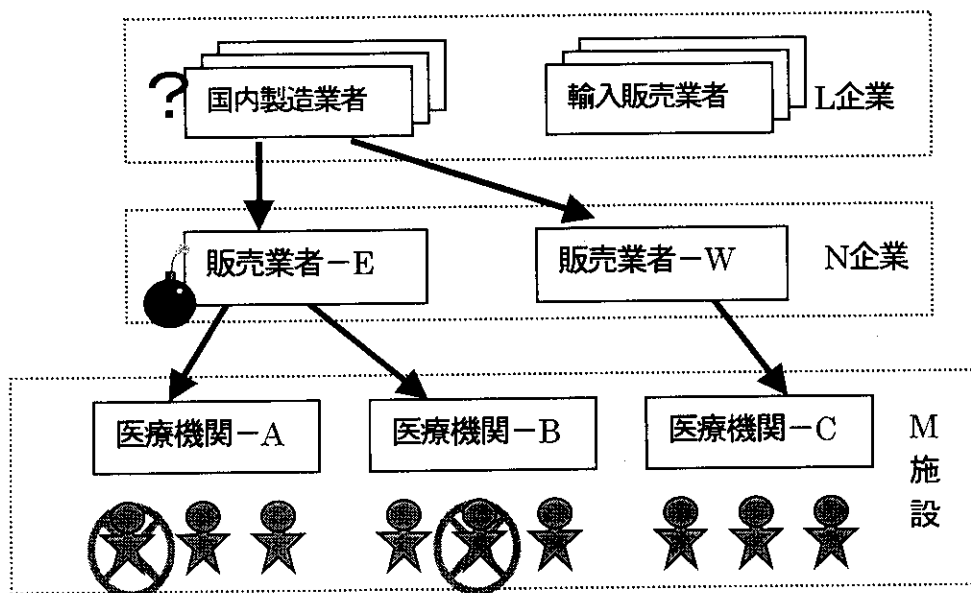 ?
国内製造業者
輸入販売業者
L企業
販売業者－E
販売業者－W
N企業
医療機関－A
医療機関－B
医療機関－C
M
施
設